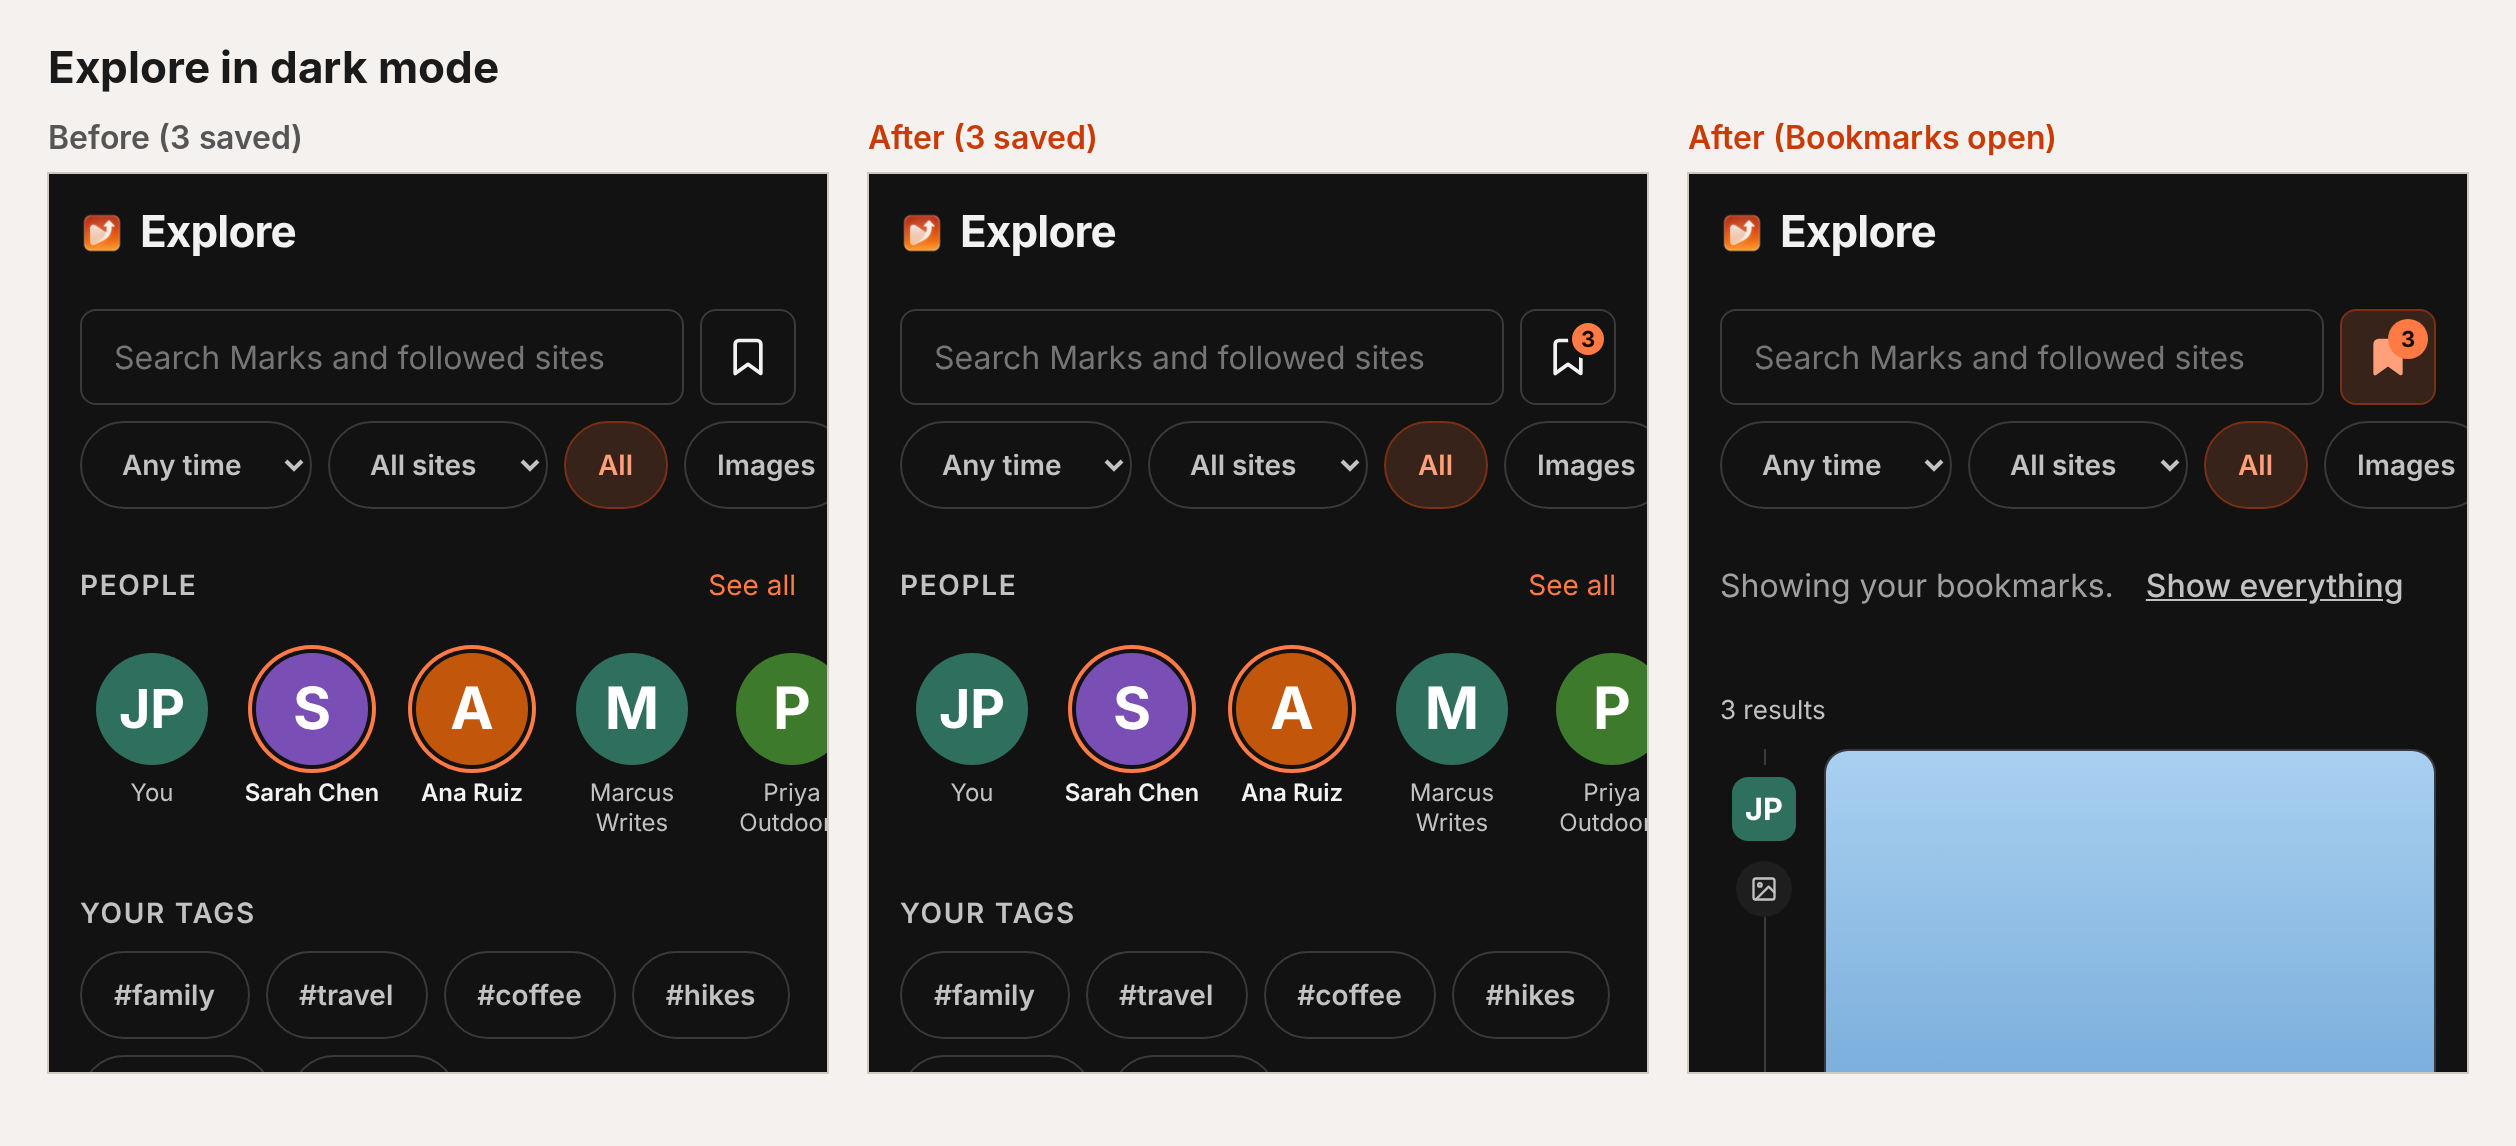 Explore in dark mode
Before (3 saved)
Explore
Search Marks and followed sites
Any time
All sites
All
Images
PEOPLE
See all
JP
S
A
M
P
You
Sarah Chen
Ana Ruiz
Marcus
Writes
Priya
Outdoor
YOUR TAGS
#family
#travel
#coffee
#hikes
After (3 saved)
Explore
Search Marks and followed sites
3
Any time
All sites
All
Images
PEOPLE
See all
JP
S
A
M
P
You
Sarah Chen
Ana Ruiz
Marcus
Writes
Priya
Outdoor
YOUR TAGS
#family
#travel
#coffee
#hikes
After (Bookmarks open)
Explore
Search Marks and followed sites
3
Any time
All sites
All
Images
Showing your bookmarks. Show everything
3 results
JP